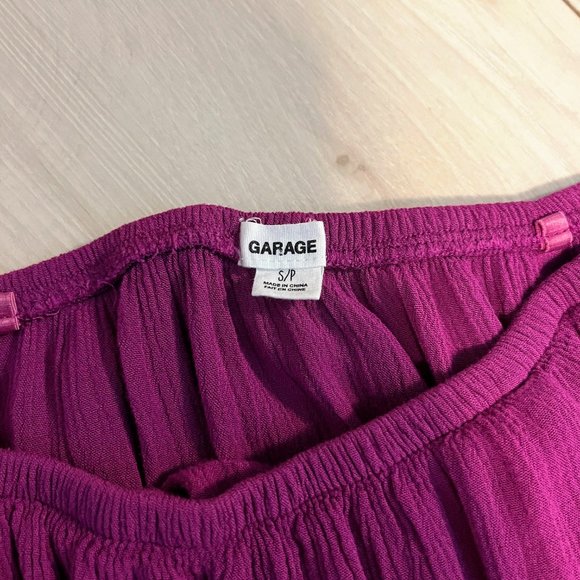 GARAGE
S/P
MADE IN CHINA
FAIT EN CHINE